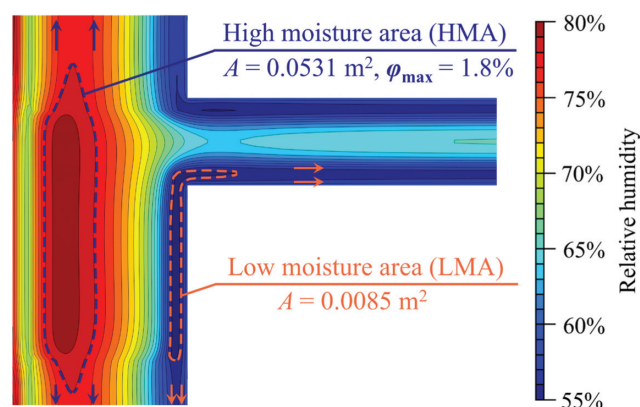 High moisture area (HMA)
A = 0.0531 m², φmax = 1.8%
Low moisture area (LMA)
A = 0.0085 m²
80%
75%
70%
65%
60%
55%
Relative humidity